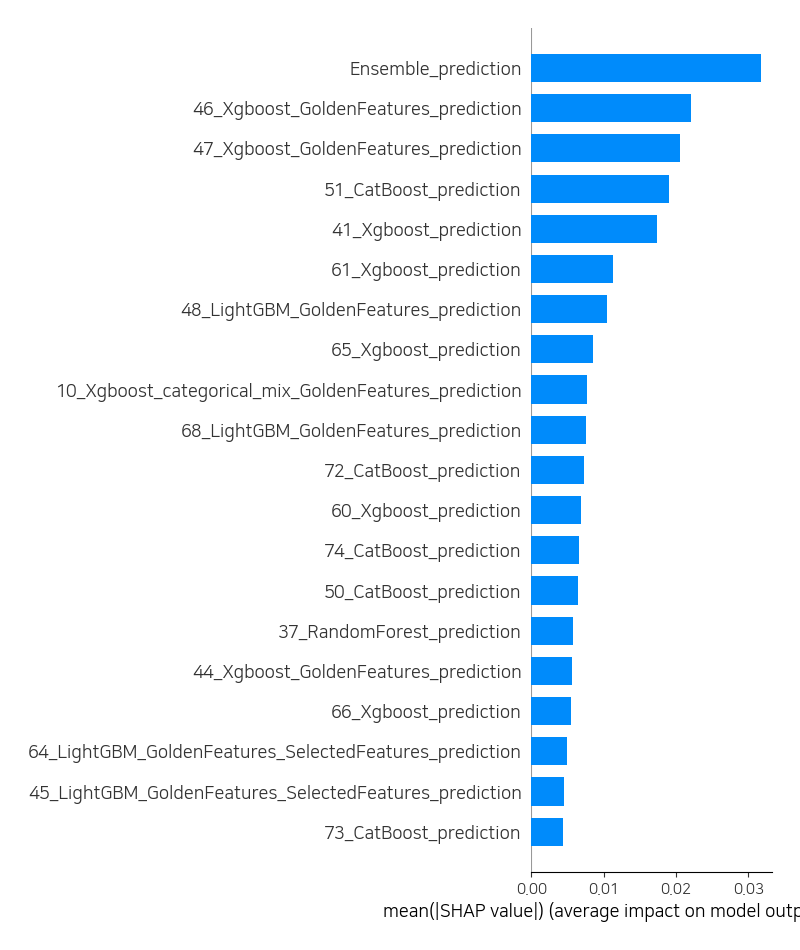 Ensemble_prediction
46_Xgboost_GoldenFeatures_prediction
47_Xgboost_GoldenFeatures_prediction
51_CatBoost_prediction
41_Xgboost_prediction
61_Xgboost_prediction
48_LightGBM_GoldenFeatures_prediction
65_Xgboost_prediction
10_Xgboost_categorical_mix_GoldenFeatures_prediction
68_LightGBM_GoldenFeatures_prediction
72_CatBoost_prediction
60_Xgboost_prediction
74_CatBoost_prediction
50_CatBoost_prediction
37_RandomForest_prediction
44_Xgboost_GoldenFeatures_prediction
66_Xgboost_prediction
64_LightGBM_GoldenFeatures_SelectedFeatures_prediction
45_LightGBM_GoldenFeatures_SelectedFeatures_prediction
73_CatBoost_prediction
0.00 0.01 0.02 0.03
mean(|SHAP value|) (average impact on model outp